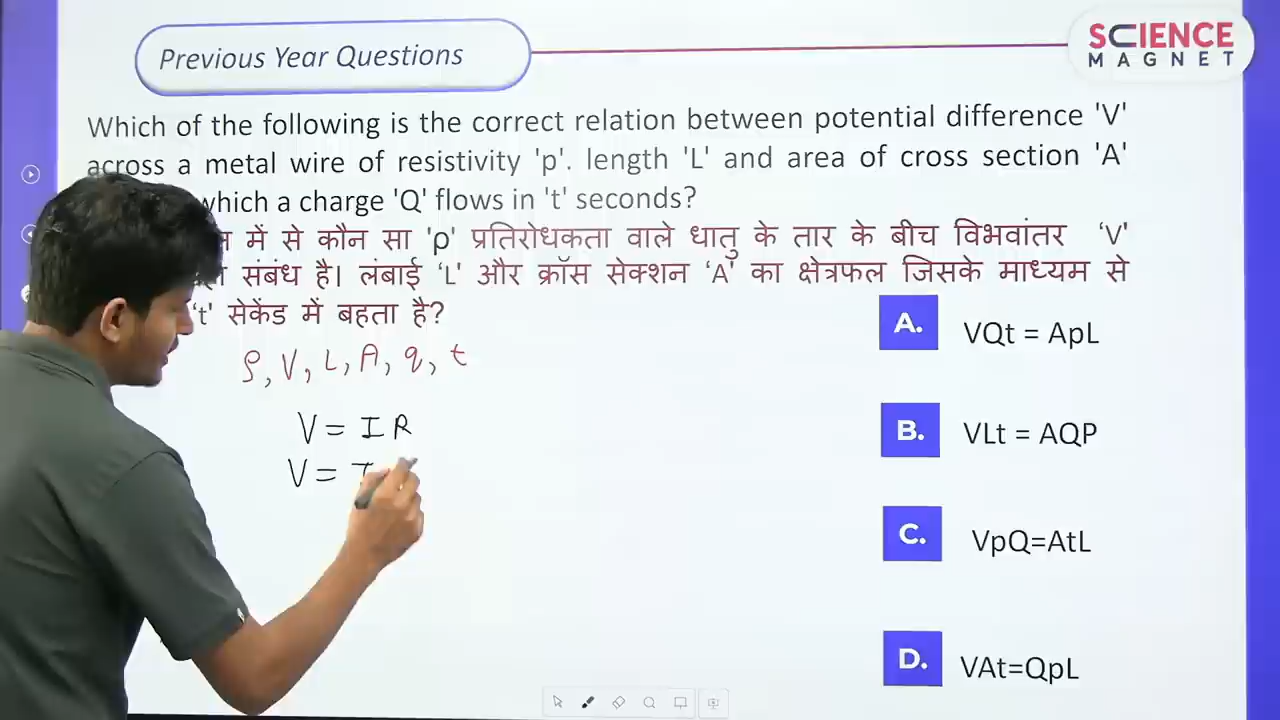 Previous Year Questions
SCIENCE
MAGNET
Which of the following is the correct relation between potential difference 'V'
across a metal wire of resistivity 'p'. length 'L' and area of cross section 'A'
which a charge 'Q' flows in 't' seconds?
में से कौन सा 'ρ' प्रतिरोधकता वाले धातु के तार के बीच विभवांतर 'V'
संबंध है। लंबाई 'L' और क्रॉस सेक्शन 'A' का क्षेत्रफल जिसके माध्यम से
't' सेकेंड में बहता है?
ρ, V, L, A, q, t
V = I R
V = I
A. VQt = ApL
B. VLt = AQP
C. VpQ=AtL
D. VAt=QpL